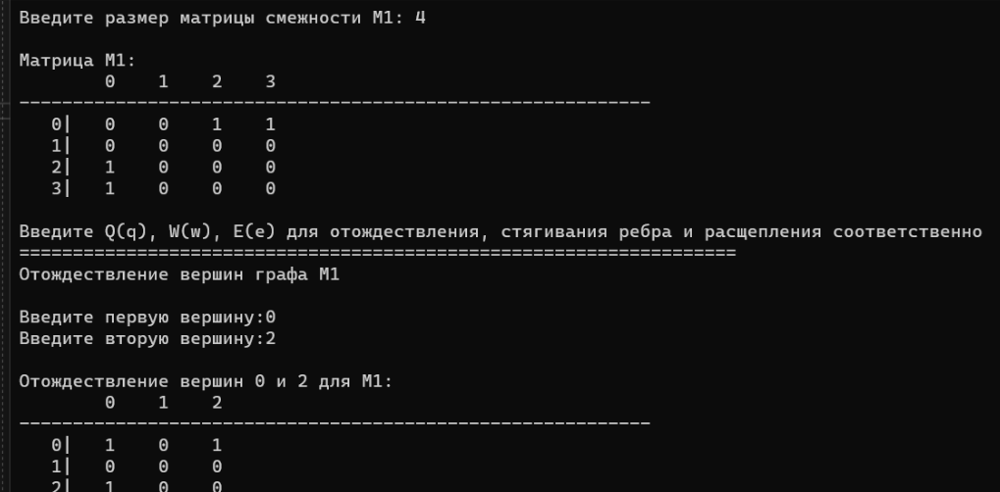 Введите размер матрицы смежности M1: 4
Матрица M1:
0 1 2 3
-----------------------------------------------------------
0| 0 0 1 1
1| 0 0 0 0
2| 1 0 0 0
3| 1 0 0 0
Введите Q(q), W(w), E(e) для отождествления, стягивания ребра и расщепления соответственно
===================================================================
Отождествление вершин графа M1
Введите первую вершину:0
Введите вторую вершину:2
Отождествление вершин 0 и 2 для M1:
0 1 2
-----------------------------------------------------------
0| 1 0 1
1| 0 0 0
2| 1 0 0